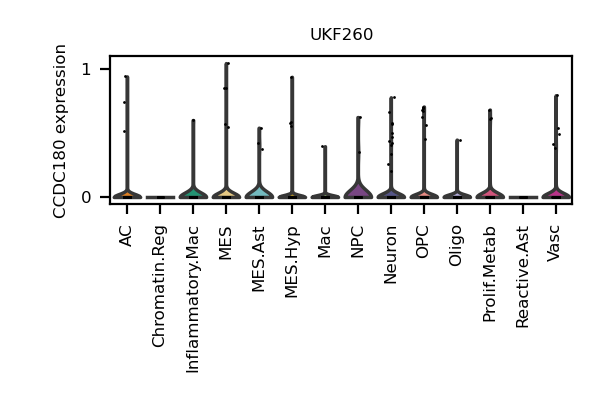 UKF260
CCDC180 expression
1
0
AC
Chromatin.Reg
Inflammatory.Mac
MES
MES.Ast
MES.Hyp
Mac
NPC
Neuron
OPC
Oligo
Prolif.Metab
Reactive.Ast
Vasc